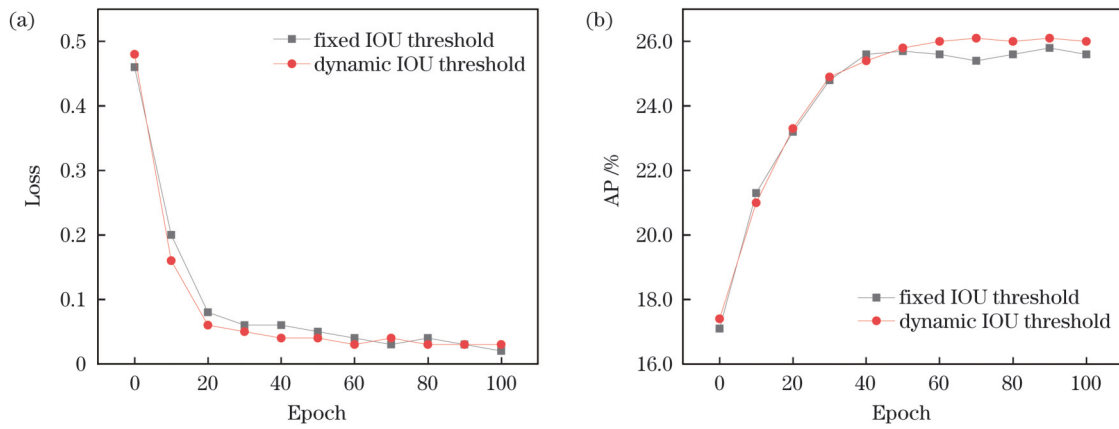 (a)
0.5
0.4
0.3
0.2
0.1
0
Loss
fixed IOU threshold
dynamic IOU threshold
0 20 40 60 80 100
Epoch
(b)
26.0
24.0
22.0
20.0
18.0
16.0
AP /%
fixed IOU threshold
dynamic IOU threshold
0 20 40 60 80 100
Epoch